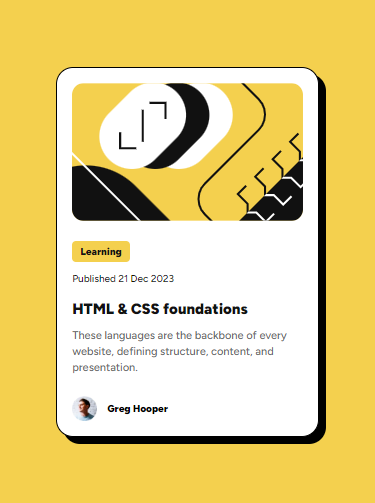 Learning
Published 21 Dec 2023
HTML & CSS foundations
These languages are the backbone of every
website, defining structure, content, and
presentation.
Greg Hooper